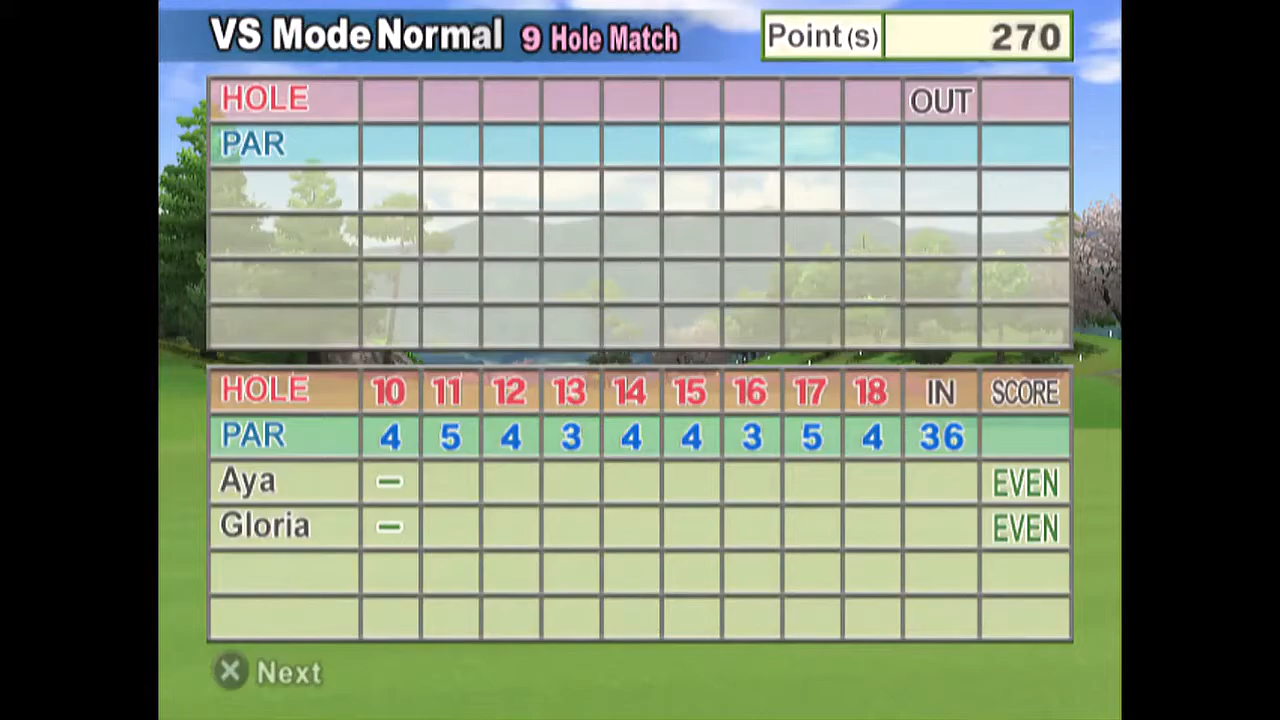 VS Mode Normal 9 Hole Match Point(s) 270
HOLE OUT
PAR
HOLE 10 11 12 13 14 15 16 17 18 IN SCORE
PAR 4 5 4 3 4 4 3 5 4 36
Aya – EVEN
Gloria – EVEN
Next